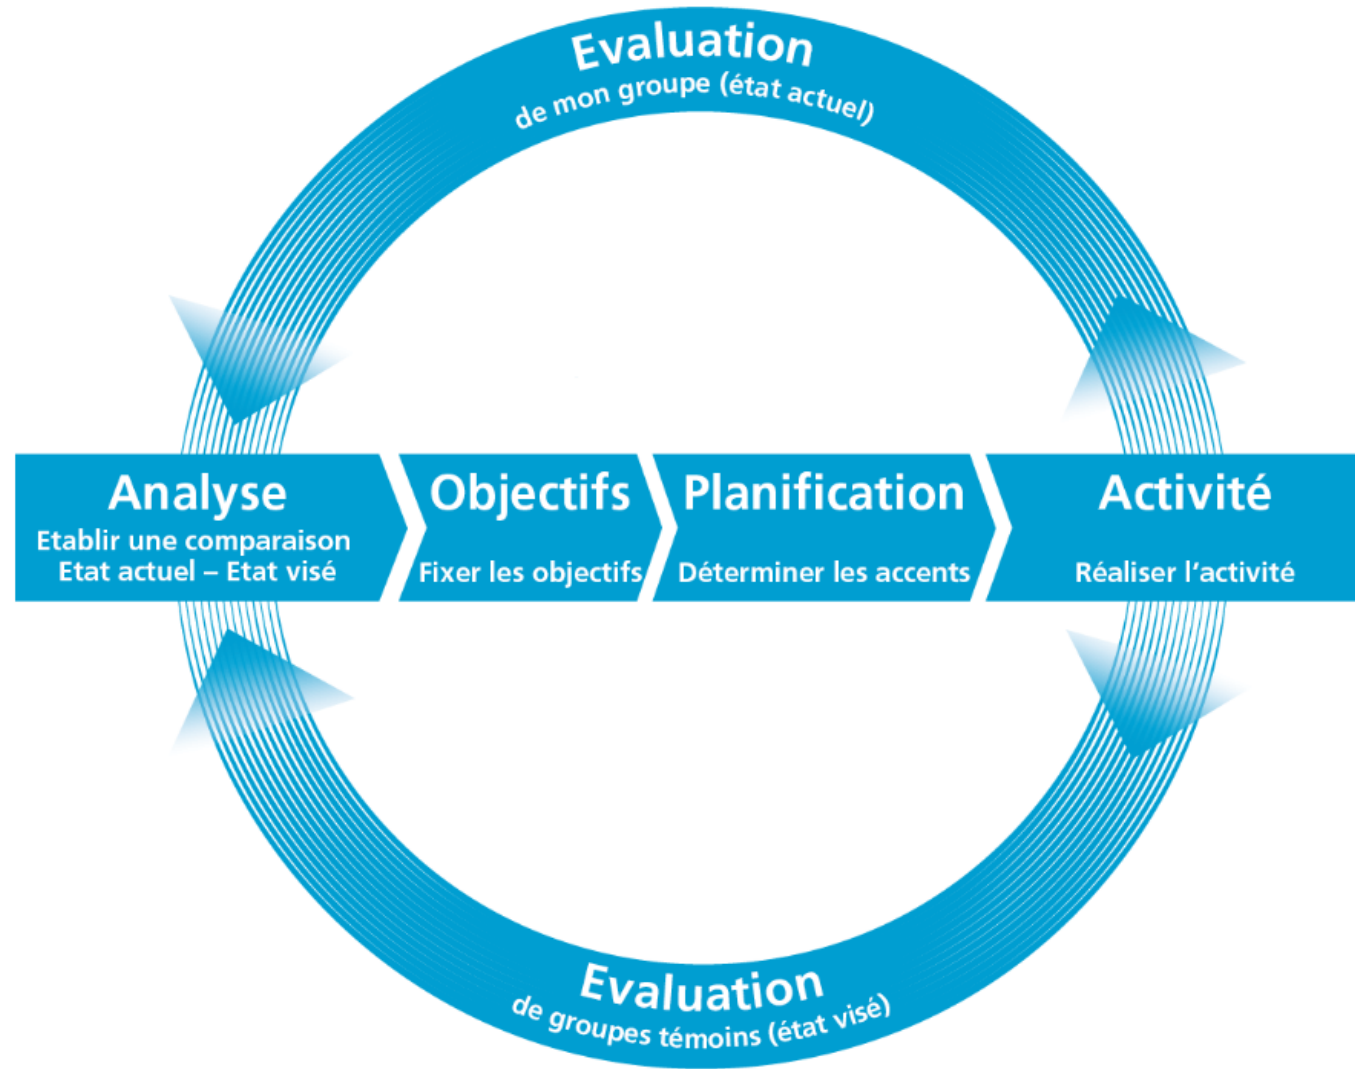 Evaluation
de mon groupe (état actuel)
Analyse
Etablir une comparaison
Etat actuel – Etat visé
Objectifs
Fixer les objectifs
Planification
Déterminer les accents
Activité
Réaliser l‘activité
Evaluation
de groupes témoins (état visé)